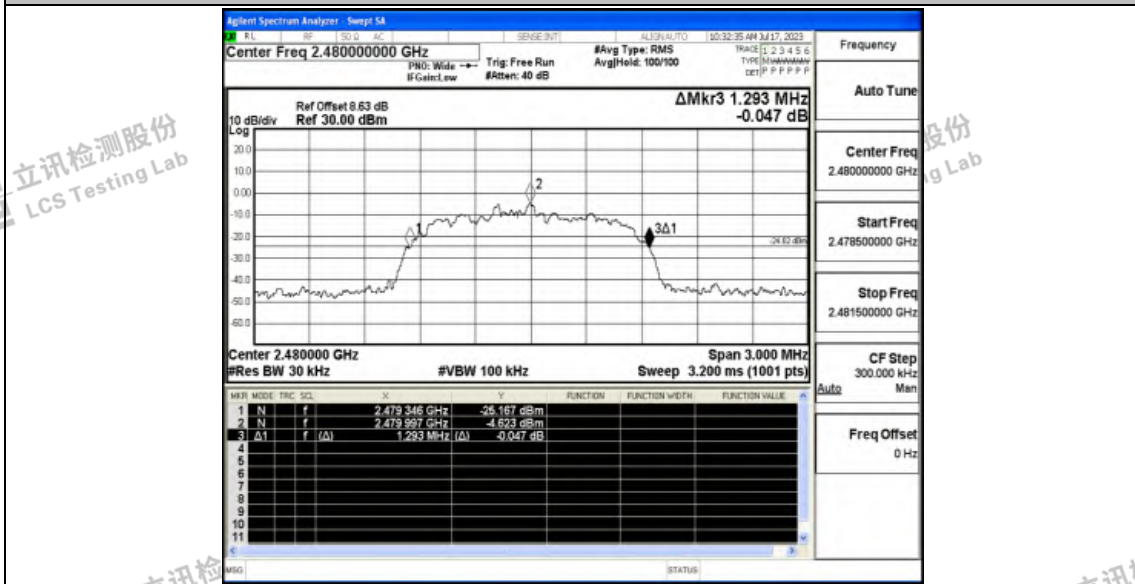 Agilent Spectrum Analyzer - Swept SA
RL RF 50 Ω AC SENSE:INT ALIGNAUTO 10:32:35 AM Jul 17, 2023
Center Freq 2.480000000 GHz
PNO: Wide
IFGain:Low
Trig: Free Run
#Atten: 40 dB
#Avg Type: RMS
Avg|Hold: 100/100
TRACE 1 2 3 4 5 6
TYPE M
DET P P P P P P
Frequency
Auto Tune
Center Freq
2.480000000 GHz
Start Freq
2.478500000 GHz
Stop Freq
2.481500000 GHz
CF Step
300.000 kHz
Auto Man
Freq Offset
0 Hz
ΔMkr3 1.293 MHz
-0.047 dB
Ref Offset 8.63 dB
10 dB/div Ref 30.00 dBm
Log
20.0
10.0
0.00
-10.0
-20.0
-30.0
-40.0
-50.0
-60.0
1
2
3Δ1
-24.62 dBm
Center 2.480000 GHz Span 3.000 MHz
#Res BW 30 kHz #VBW 100 kHz Sweep 3.200 ms (1001 pts)
MKR MODE TRC SCL X Y FUNCTION FUNCTION WIDTH FUNCTION VALUE
1 N f 2.479 346 GHz -25.167 dBm
2 N f 2.479 997 GHz -4.623 dBm
3 Δ1 f (Δ) 1.293 MHz (Δ) -0.047 dB
4
5
6
7
8
9
10
11
MSG STATUS
立讯检测股份
LCS Testing Lab
股份
g Lab
立讯检
立讯